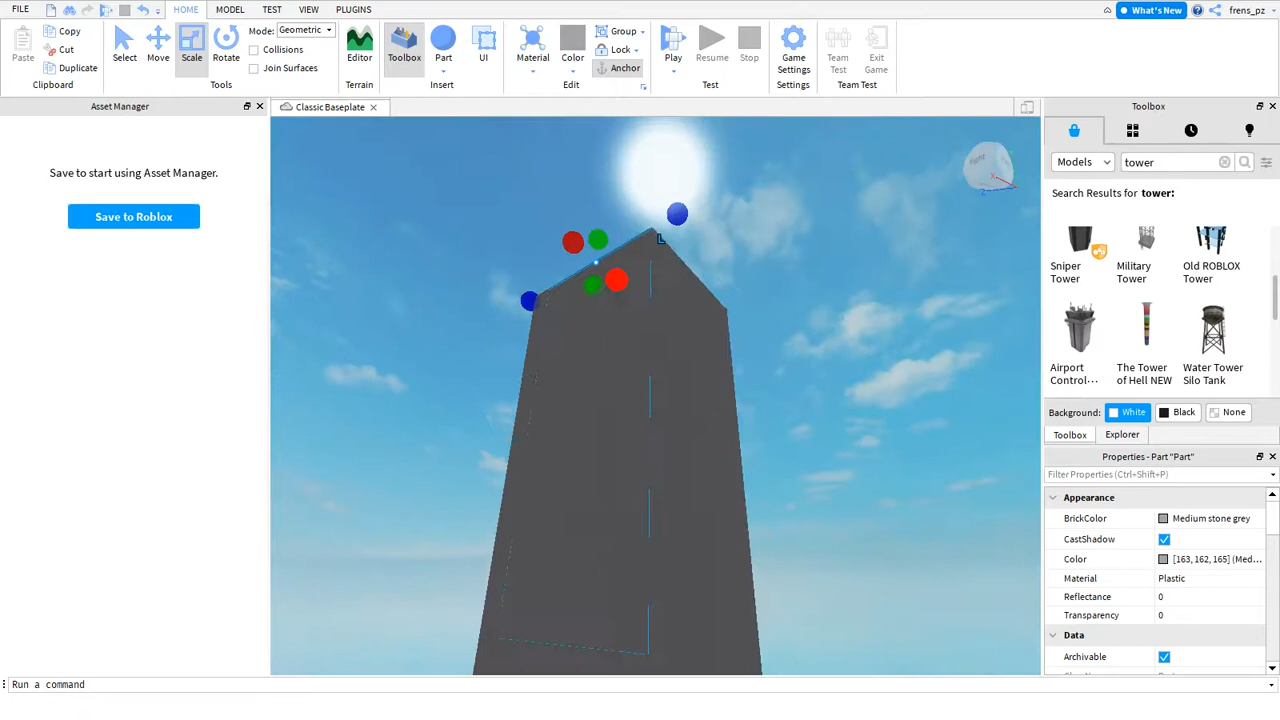 FILE HOME MODEL TEST VIEW PLUGINS What's New frens_pz
Paste Copy Cut Duplicate Select Move Scale Rotate Mode: Geometric Collisions Join Surfaces Editor Toolbox Part UI Material Color Group Lock Anchor Play Resume Stop Game Settings Team Test Exit Game
Clipboard Tools Terrain Insert Edit Test Settings Team Test
Asset Manager
Classic Baseplate
Toolbox
Save to start using Asset Manager.
Save to Roblox
Right
X
Z
L
Models tower
Search Results for tower:
Sniper Tower
Military Tower
Old ROBLOX Tower
Airport Control···
The Tower of Hell NEW
Water Tower Silo Tank
Background: White Black None
Toolbox Explorer
Properties - Part "Part"
Filter Properties (Ctrl+Shift+P)
Appearance
BrickColor Medium stone grey
CastShadow
Color [163, 162, 165] (Med...
Material Plastic
Reflectance 0
Transparency 0
Data
Archivable
Run a command